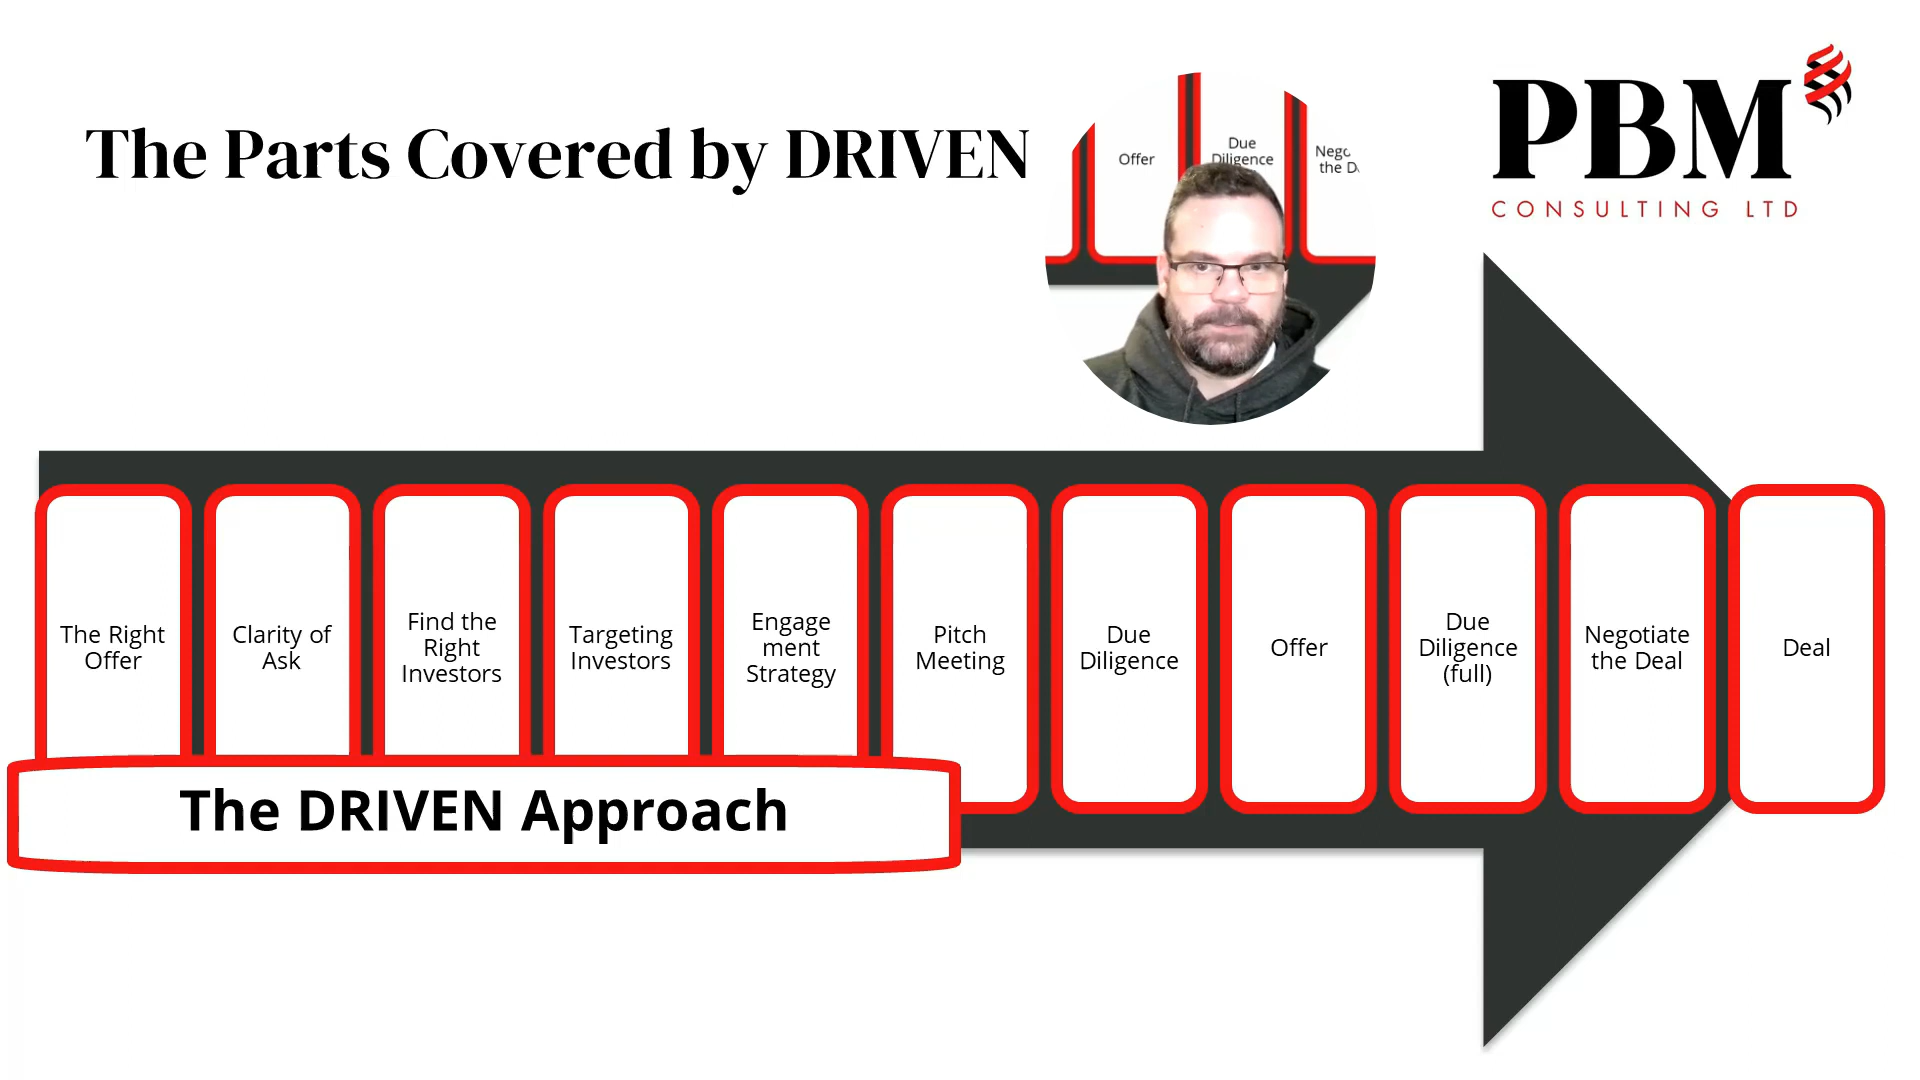 The Parts Covered by DRIVEN
Offer
Due
Diligence
the D
PBM
CONSULTING LTD
The Right
Offer
Clarity of
Ask
Find the
Right
Investors
Targeting
Investors
Engage
ment
Strategy
Pitch
Meeting
Due
Diligence
Offer
Due
Diligence
(full)
Negotiate
the Deal
Deal
The DRIVEN Approach